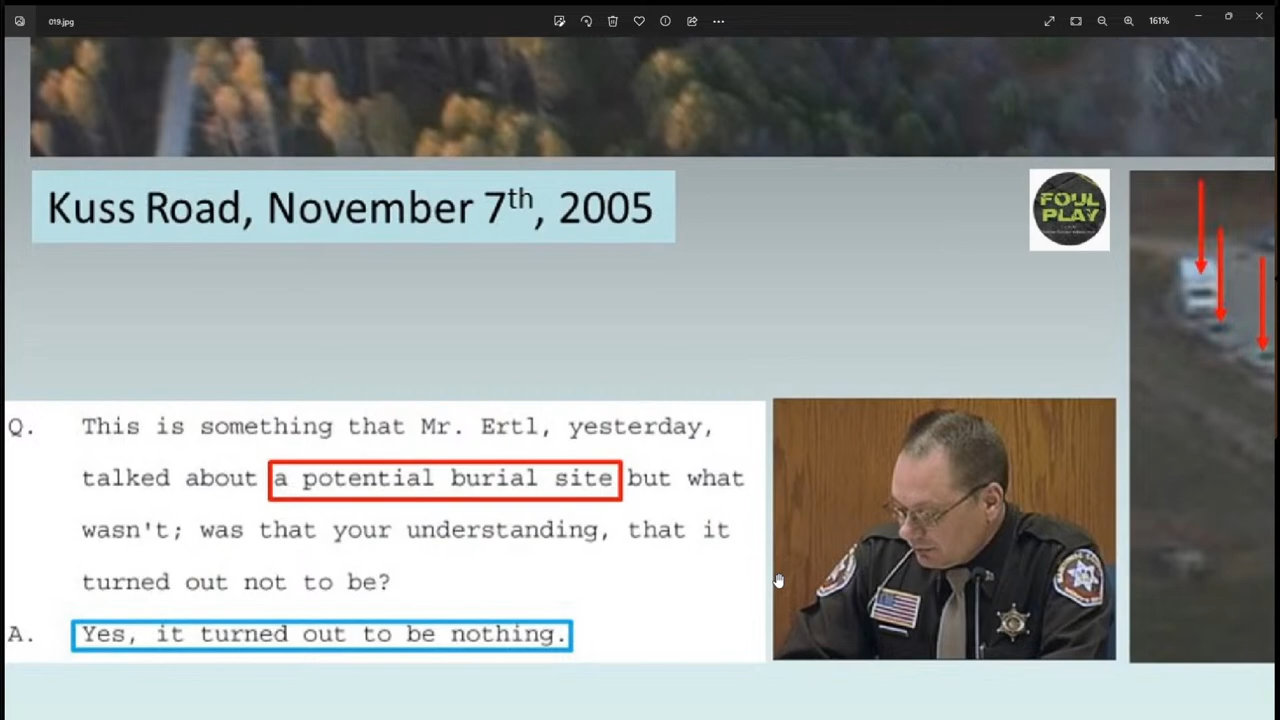 019.jpg
161%
Kuss Road, November 7th, 2005
FOUL
PLAY
Q. This is something that Mr. Ertl, yesterday,
talked about a potential burial site but what
wasn't; was that your understanding, that it
turned out not to be?
A. Yes, it turned out to be nothing.